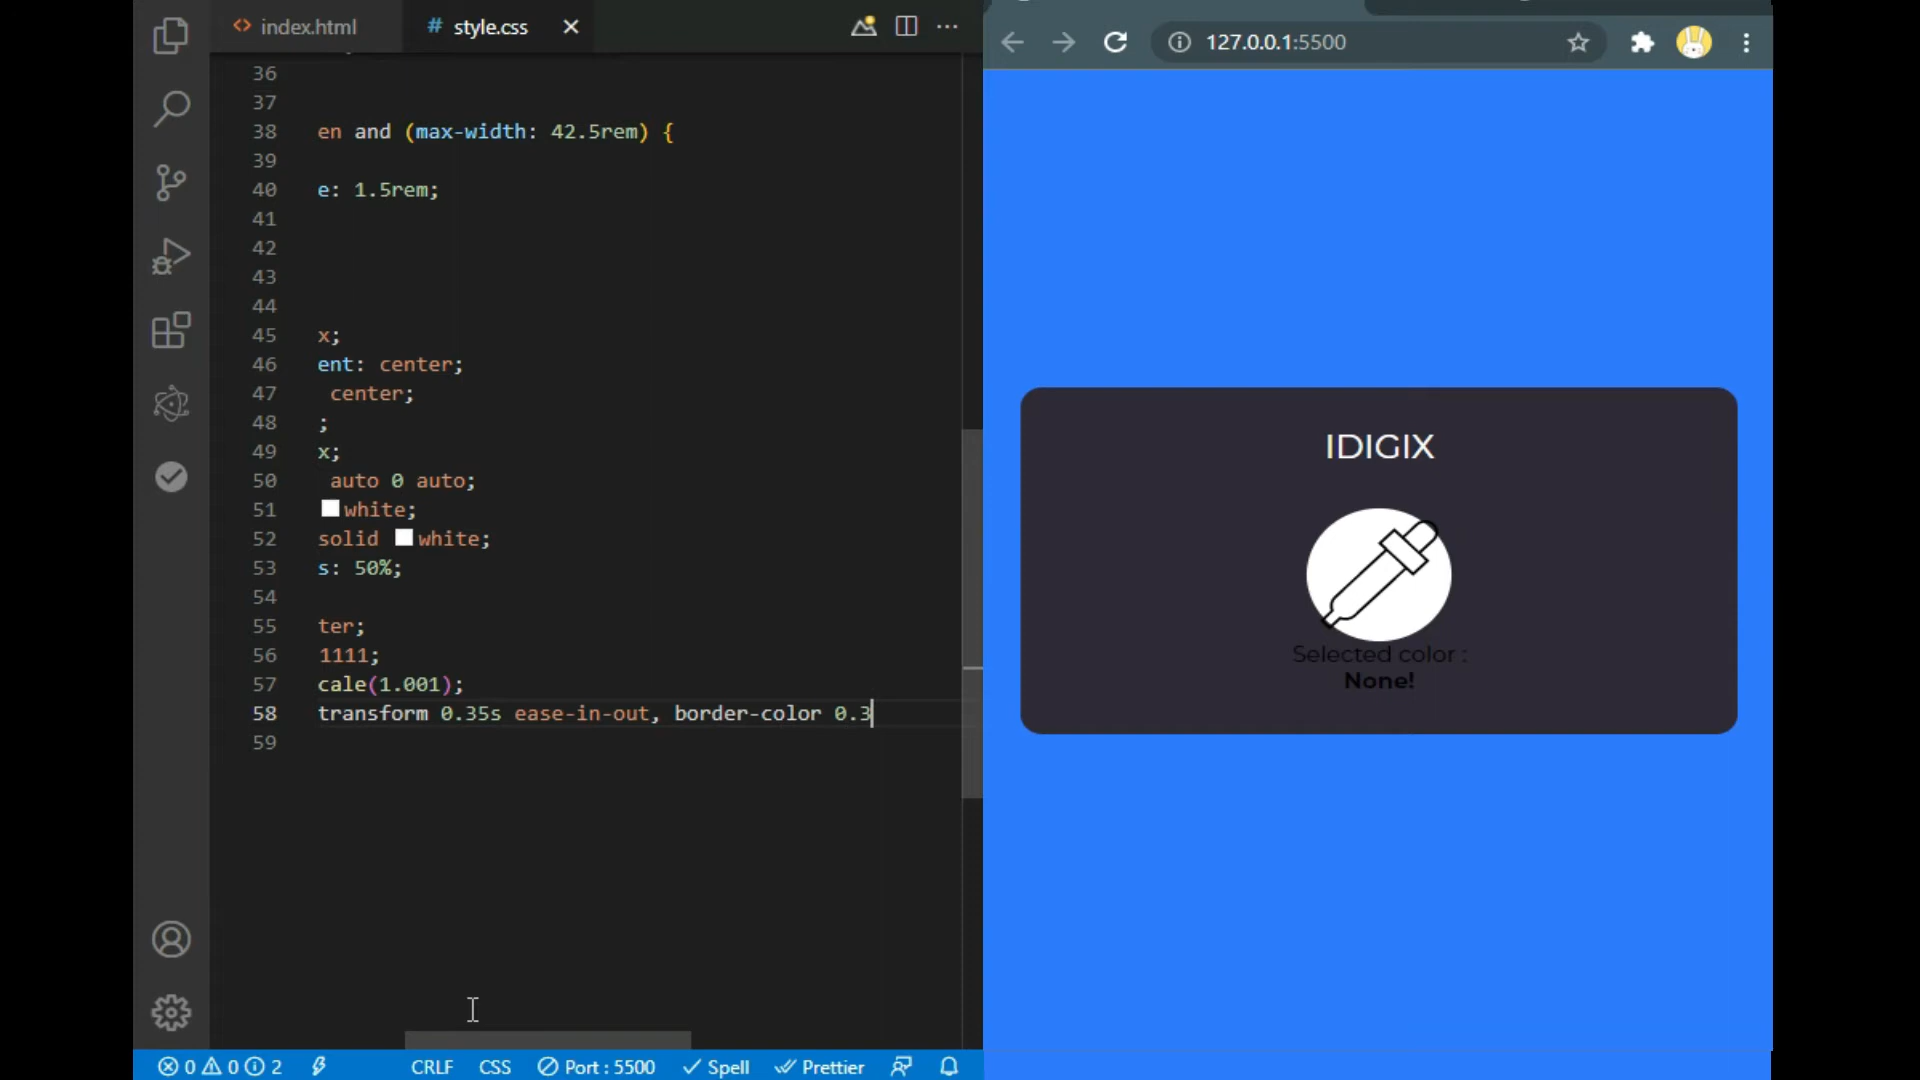 index.html
# style.css
127.0.0.1:5500
36
37
38 en and (max-width: 42.5rem) {
39
40 e: 1.5rem;
41
42
43
44
45 x;
46 ent: center;
47 center;
48 ;
49 x;
50 auto 0 auto;
51 white;
52 solid white;
53 s: 50%;
54
55 ter;
56 1111;
57 cale(1.001);
58 transform 0.35s ease-in-out, border-color 0.3
59
IDIGIX
Selected color :
None!
0 0 2 CRLF CSS Port : 5500 Spell Prettier